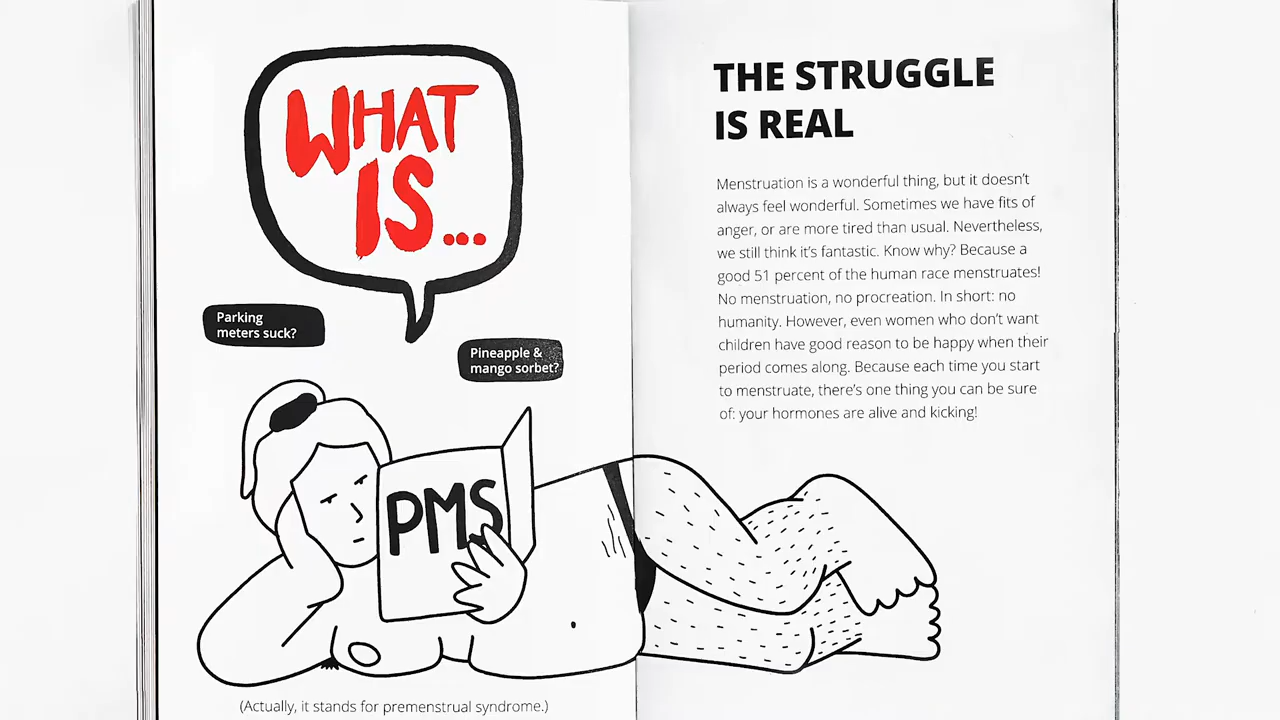 WHAT
IS...
Parking
meters suck?
Pineapple &
mango sorbet?
PMS
(Actually, it stands for premenstrual syndrome.)
THE STRUGGLE
IS REAL
Menstruation is a wonderful thing, but it doesn’t
always feel wonderful. Sometimes we have fits of
anger, or are more tired than usual. Nevertheless,
we still think it’s fantastic. Know why? Because a
good 51 percent of the human race menstruates!
No menstruation, no procreation. In short: no
humanity. However, even women who don’t want
children have good reason to be happy when their
period comes along. Because each time you start
to menstruate, there’s one thing you can be sure
of: your hormones are alive and kicking!